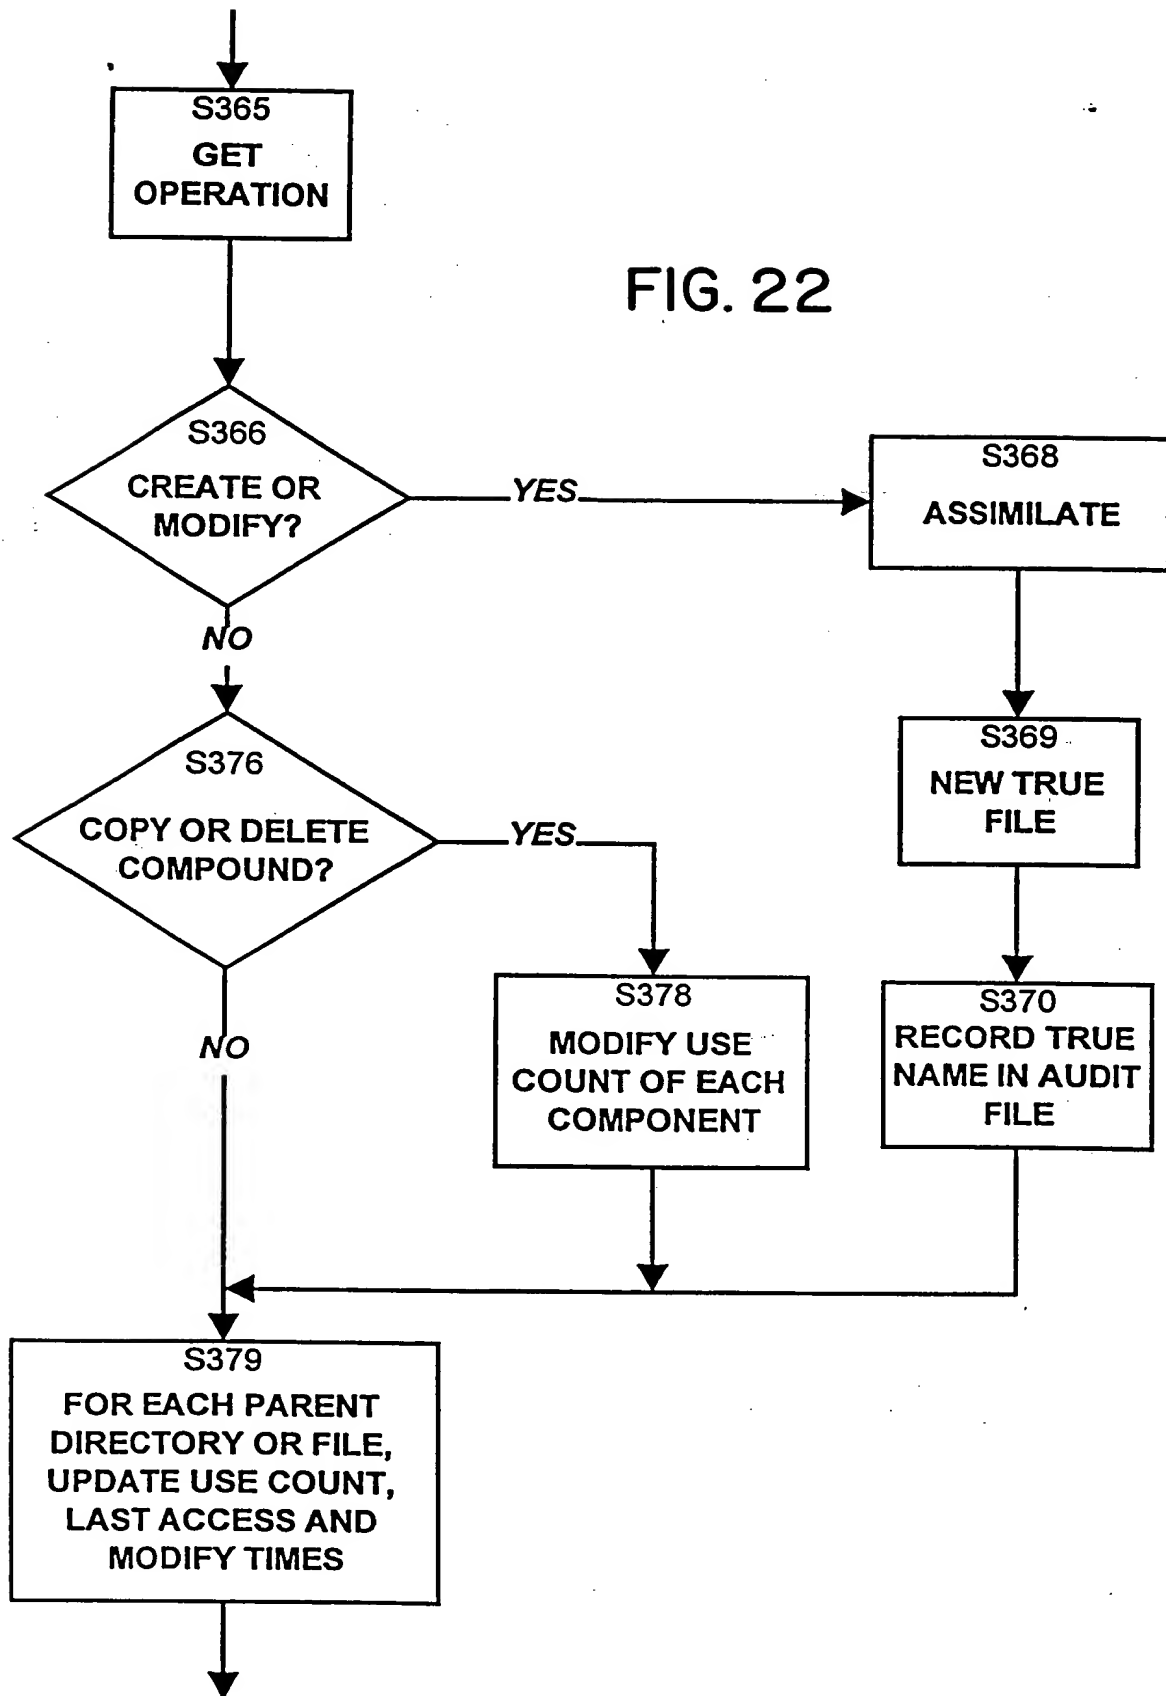 S365
GET
OPERATION
FIG. 22
S366
CREATE OR
MODIFY?
YES
S368
ASSIMILATE
NO
S369
NEW TRUE
FILE
S376
COPY OR DELETE
COMPOUND?
YES
S378
MODIFY USE
COUNT OF EACH
COMPONENT
S370
RECORD TRUE
NAME IN AUDIT
FILE
NO
S379
FOR EACH PARENT
DIRECTORY OR FILE,
UPDATE USE COUNT,
LAST ACCESS AND
MODIFY TIMES